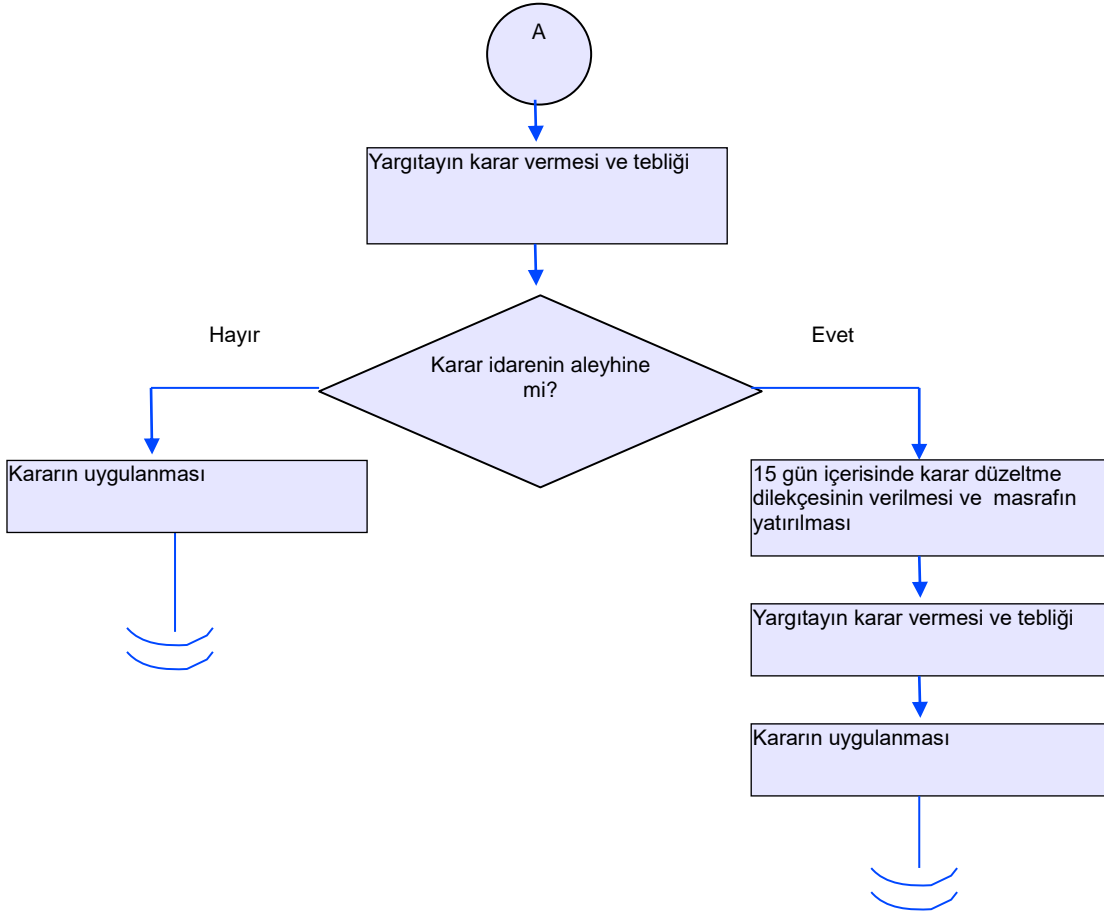 A
Yargıtayın karar vermesi ve tebliği
Hayır
Evet
Karar idarenin aleyhine
mi?
Kararın uygulanması
15 gün içerisinde karar düzeltme
dilekçesinin verilmesi ve  masrafın
yatırılması
Yargıtayın karar vermesi ve tebliği
Kararın uygulanması